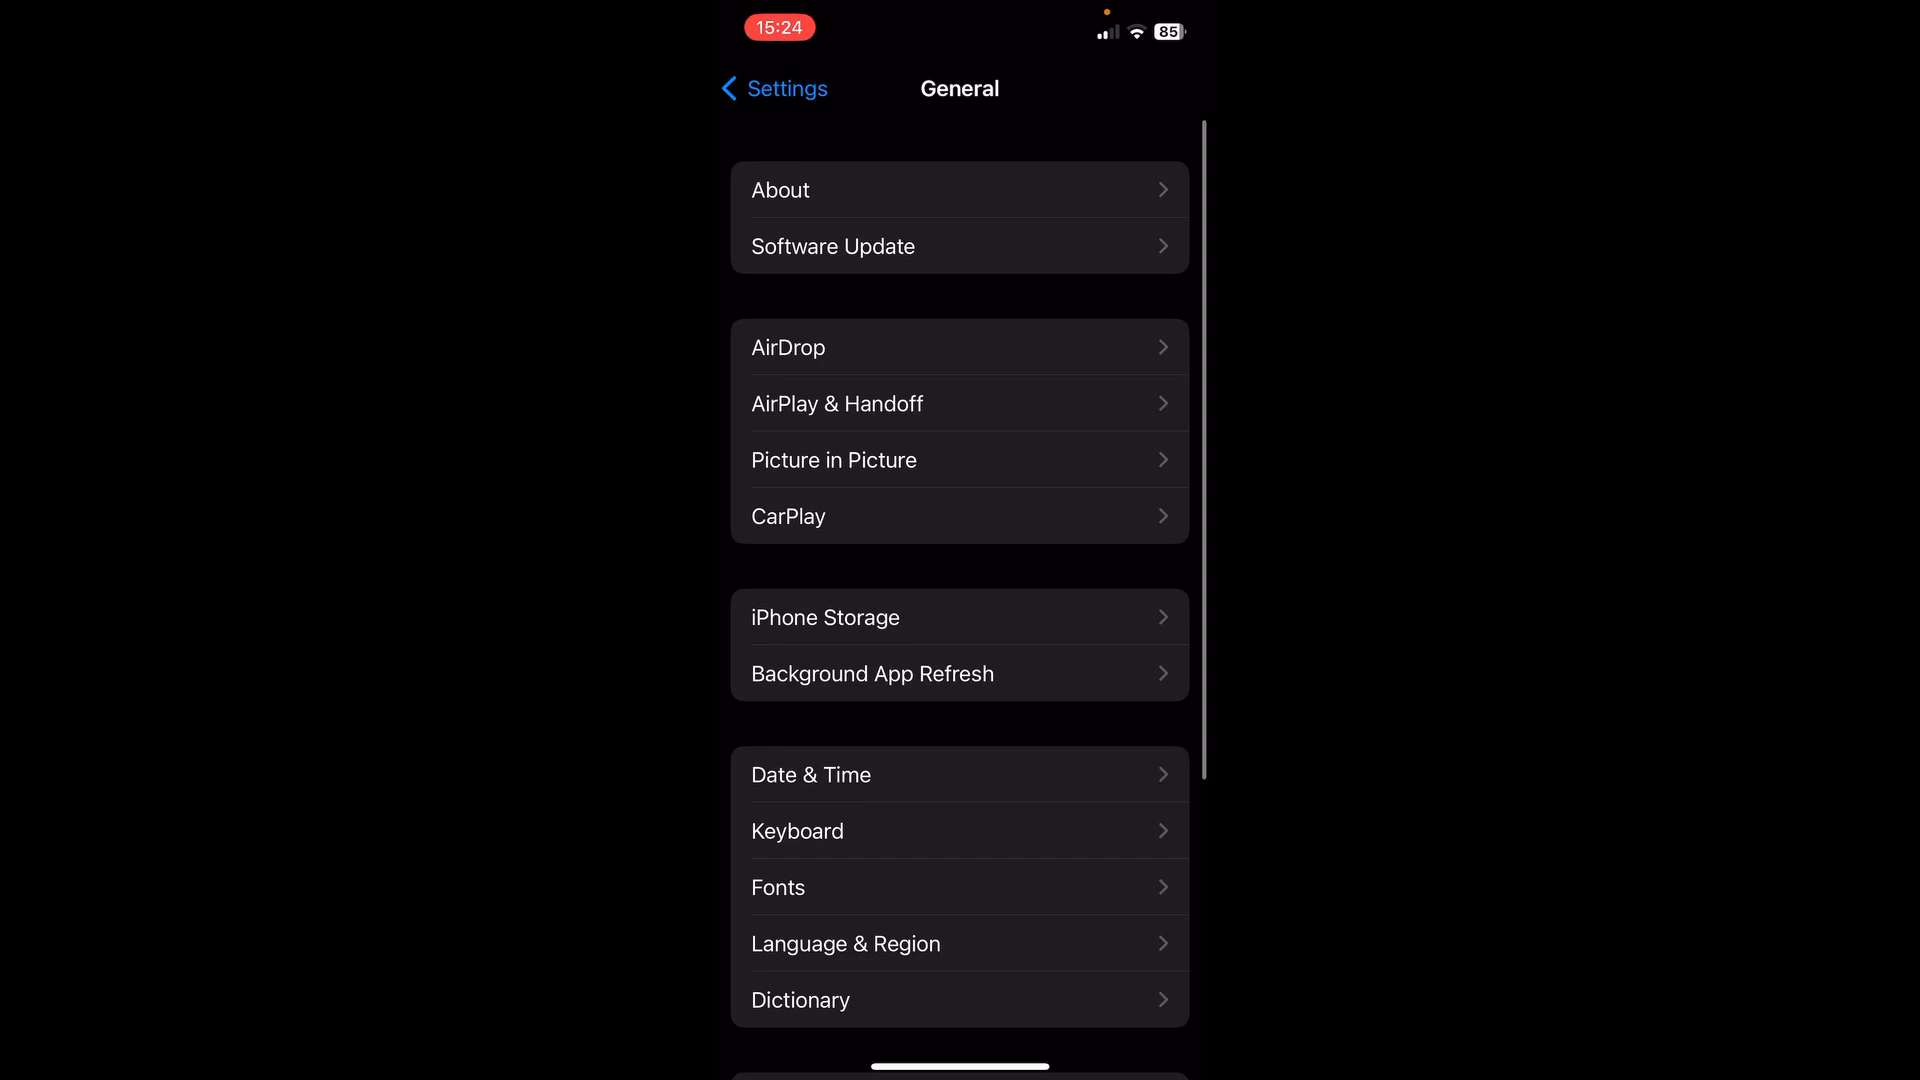 15:24
85
Settings
General
About
Software Update
AirDrop
AirPlay & Handoff
Picture in Picture
CarPlay
iPhone Storage
Background App Refresh
Date & Time
Keyboard
Fonts
Language & Region
Dictionary